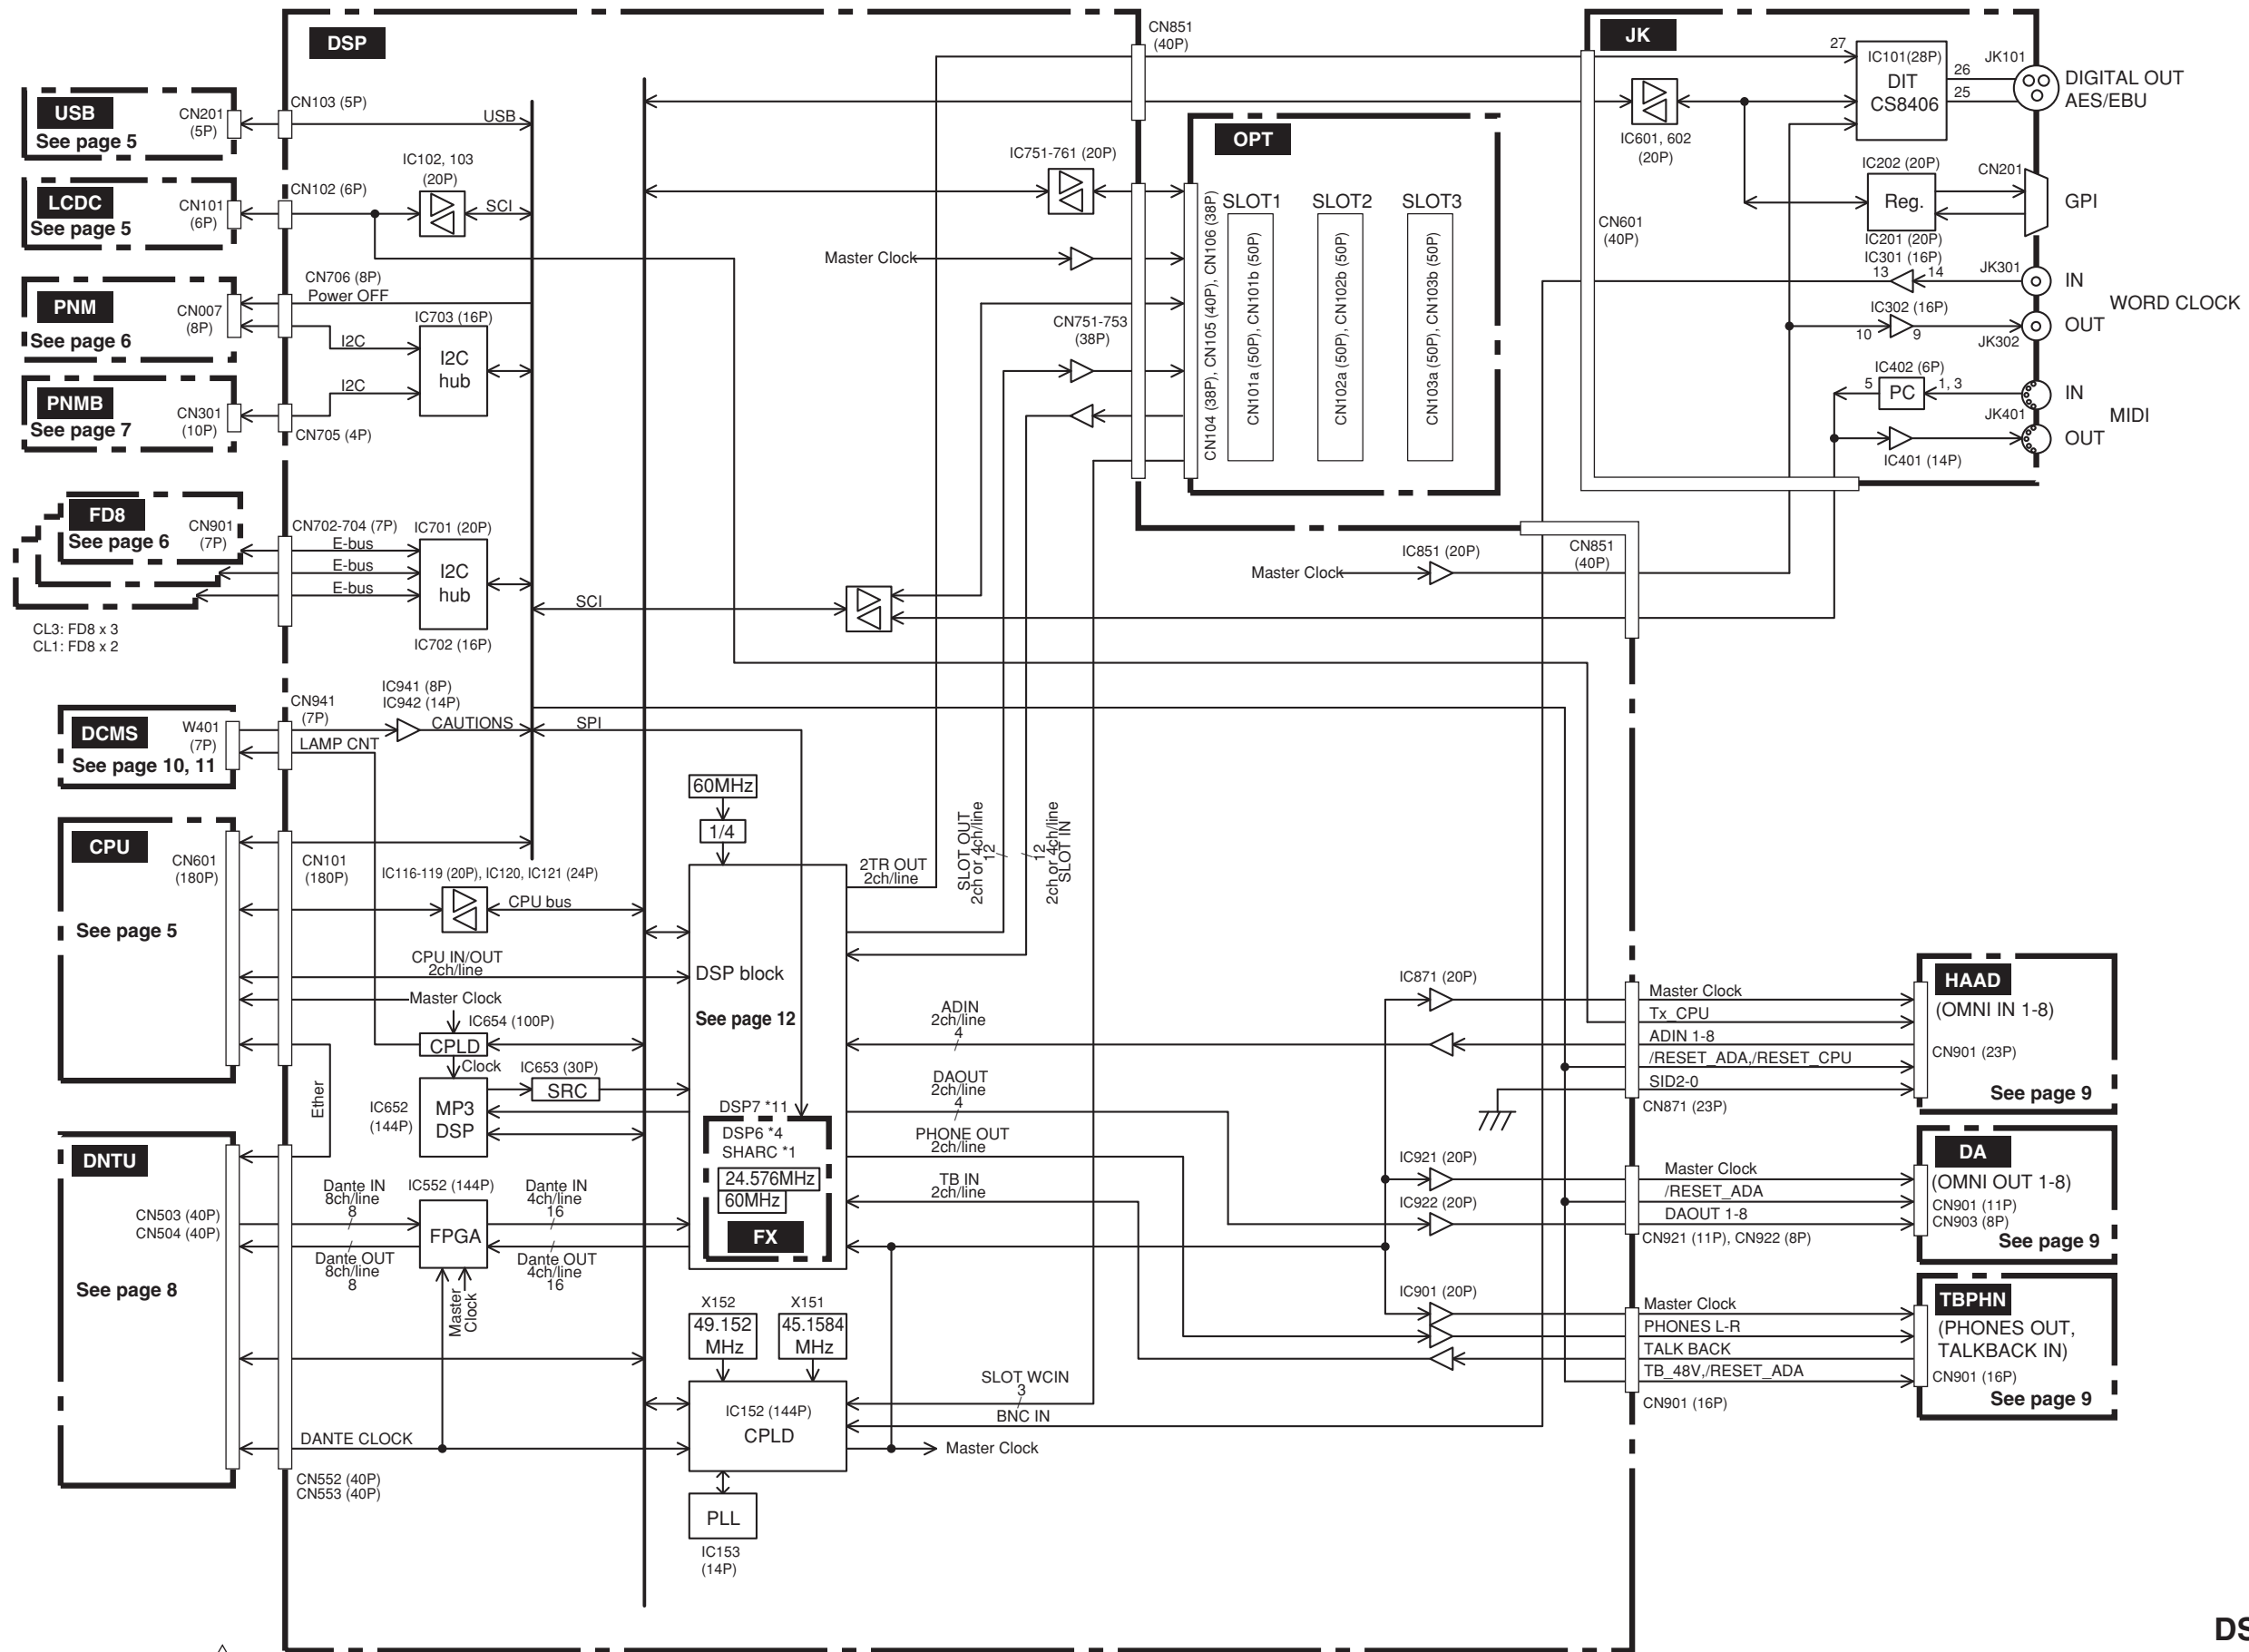 DSP
CN851
(40P)
JK
27
IC101(28P)
DIT
CS8406
26
25
JK101
DIGITAL OUT
AES/EBU
USB
See page 5
CN201
(5P)
CN103 (5P)
USB
IC601, 602
(20P)
OPT
IC751-761 (20P)
IC102, 103
(20P)
LCDC
See page 5
CN101
(6P)
CN102 (6P)
SCI
IC202 (20P)
Reg.
IC201 (20P)
CN201
GPI
SLOT1
SLOT2
SLOT3
CN104 (38P), CN105 (40P), CN106 (38P)
CN101a (50P), CN101b (50P)
CN102a (50P), CN102b (50P)
CN103a (50P), CN103b (50P)
CN601
(40P)
Master Clock
IC301 (16P)
13
14
JK301
IN
WORD CLOCK
IC302 (16P)
10
9
OUT
JK302
PNM
See page 6
CN007
(8P)
CN706 (8P)
Power OFF
I2C
IC703 (16P)
I2C
hub
I2C
CN751-753
(38P)
IC402 (6P)
5
PC
1, 3
IN
JK401
MIDI
OUT
IC401 (14P)
PNMB
See page 7
CN301
(10P)
CN705 (4P)
FD8
See page 6
CN901
(7P)
CN702-704 (7P)
E-bus
E-bus
E-bus
IC701 (20P)
I2C
hub
IC702 (16P)
CL3: FD8 x 3
CL1: FD8 x 2
SCI
Master Clock
IC851 (20P)
CN851
(40P)
DCMS
See page 10, 11
W401
(7P)
CN941
(7P)
IC941 (8P)
IC942 (14P)
CAUTIONS
LAMP CNT
SPI
60MHz
1/4
CPU
See page 5
CN601
(180P)
CN101
(180P)
IC116-119 (20P), IC120, IC121 (24P)
CPU bus
CPU IN/OUT
2ch/line
Master Clock
IC654 (100P)
CPLD
Clock
IC653 (30P)
SRC
IC652
(144P)
MP3
DSP
Ether
DSP block
See page 12
2TR OUT
2ch/line
SLOT OUT
2ch or 4ch/line
12
12
2ch or 4ch/line
SLOT IN
ADIN
2ch/line
4
DAOUT
2ch/line
4
PHONE OUT
2ch/line
TB IN
2ch/line
DSP7 *11
DSP6 *4
SHARC *1
24.576MHz
60MHz
FX
IC871 (20P)
Master Clock
Tx_CPU
ADIN 1-8
/RESET_ADA,/RESET_CPU
SID2-0
CN871 (23P)
HAAD
(OMNI IN 1-8)
CN901 (23P)
See page 9
DNTU
See page 8
CN503 (40P)
CN504 (40P)
Dante IN
8ch/line
8
IC552 (144P)
FPGA
Dante IN
4ch/line
16
Dante OUT
8ch/line
8
Dante OUT
4ch/line
16
Master
Clock
IC921 (20P)
IC922 (20P)
Master Clock
/RESET_ADA
DAOUT 1-8
CN921 (11P), CN922 (8P)
DA
(OMNI OUT 1-8)
CN901 (11P)
CN903 (8P)
See page 9
X152
49.152
MHz
X151
45.1584
MHz
IC901 (20P)
Master Clock
PHONES L-R
TALK BACK
TB_48V,/RESET_ADA
CN901 (16P)
TBPHN
(PHONES OUT,
TALKBACK IN)
CN901 (16P)
See page 9
SLOT WCIN
3
BNC IN
IC152 (144P)
CPLD
Master Clock
DANTE CLOCK
CN552 (40P)
CN553 (40P)
PLL
IC153
(14P)
DS